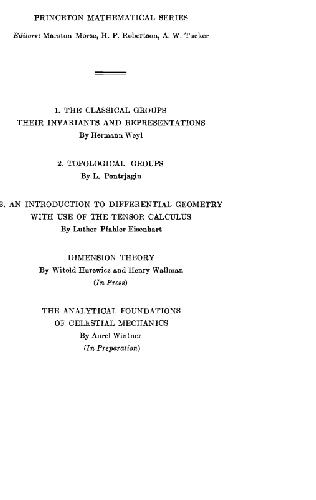 PRINCETON MATHEMATICAL SERIES
Editors: Marston Morse, H. P. Robertson, A. W. Tucker
1. THE CLASSICAL GROUPS
THEIR INVARIANTS AND REPRESENTATIONS
By Hermann Weyl
2. TOPOLOGICAL GROUPS
By L. Pontrjagin
3. AN INTRODUCTION TO DIFFERENTIAL GEOMETRY
WITH USE OF THE TENSOR CALCULUS
By Luther Pfahler Eisenhart
DIMENSION THEORY
By Witold Hurewicz and Henry Wallman
(In Press)
THE ANALYTICAL FOUNDATIONS
OF CELESTIAL MECHANICS
By Aurel Wintner
(In Preparation)